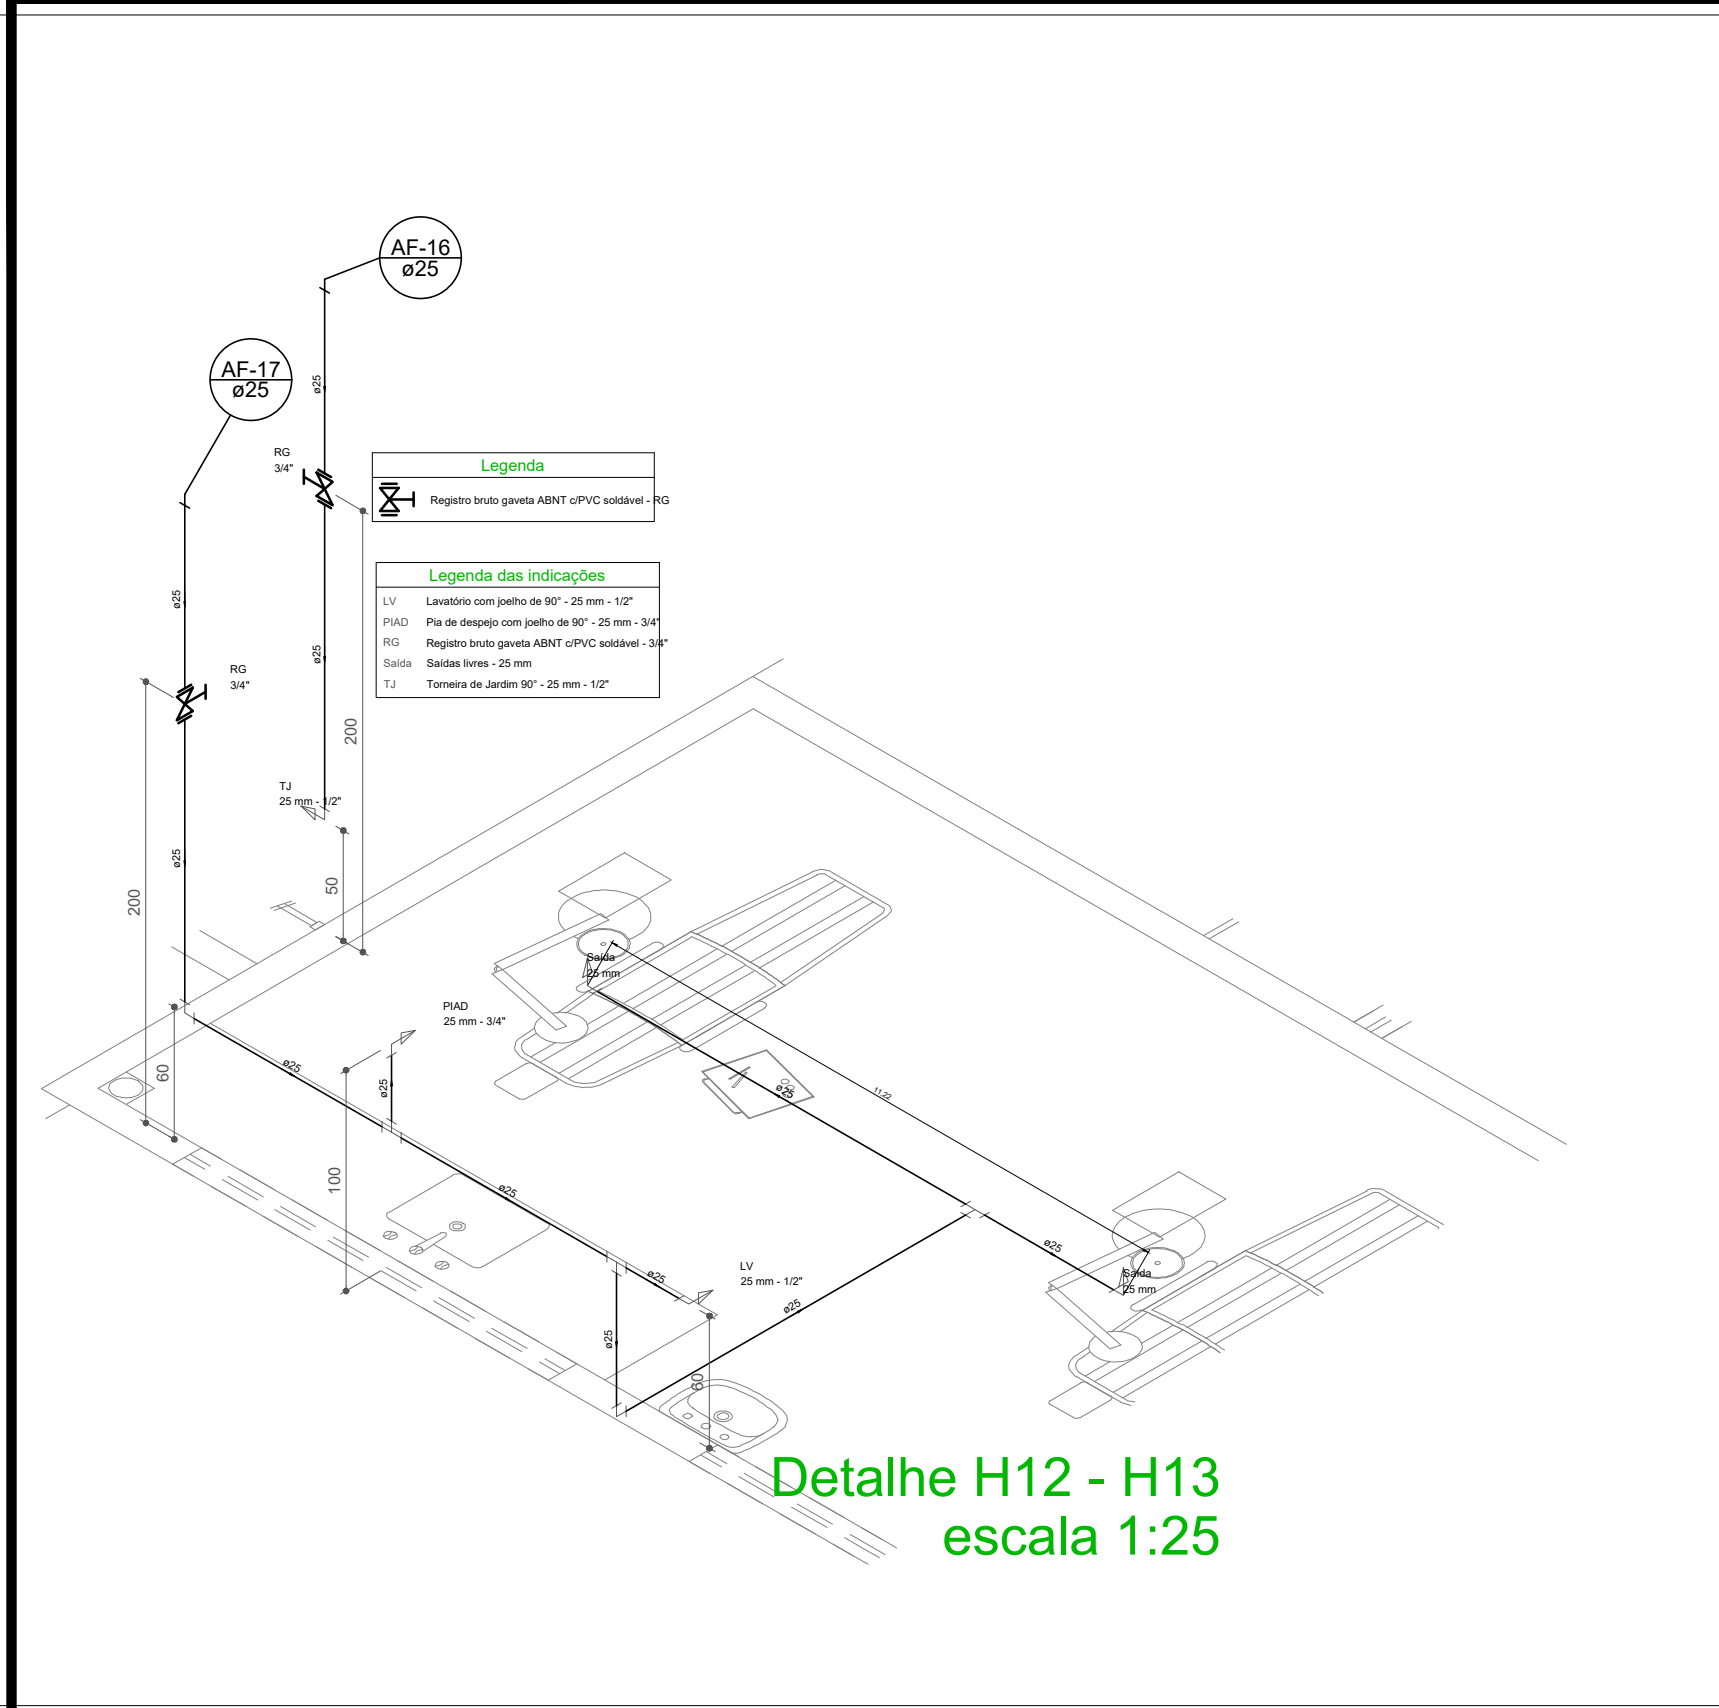 AF-16
ø25
AF-17
ø25
ø25
RG
3/4"
Legenda
Registro bruto gaveta ABNT c/PVC soldável - RG
Legenda das indicações
LV Lavatório com joelho de 90° - 25 mm - 1/2"
PIAD Pia de despejo com joelho de 90° - 25 mm - 3/4"
RG Registro bruto gaveta ABNT c/PVC soldável - 3/4"
Saída Saídas livres - 25 mm
TJ Torneira de Jardim 90° - 25 mm - 1/2"
ø25
ø25
RG
3/4"
200
TJ
25 mm - 1/2"
ø25
200
50
Saída
25 mm
PIAD
25 mm - 3/4"
ø25
60
ø25
ø25
11,22
100
ø25
ø25
ø25
LV
25 mm - 1/2"
Saída
25 mm
ø25
ø25
60
Detalhe H12 - H13
escala 1:25